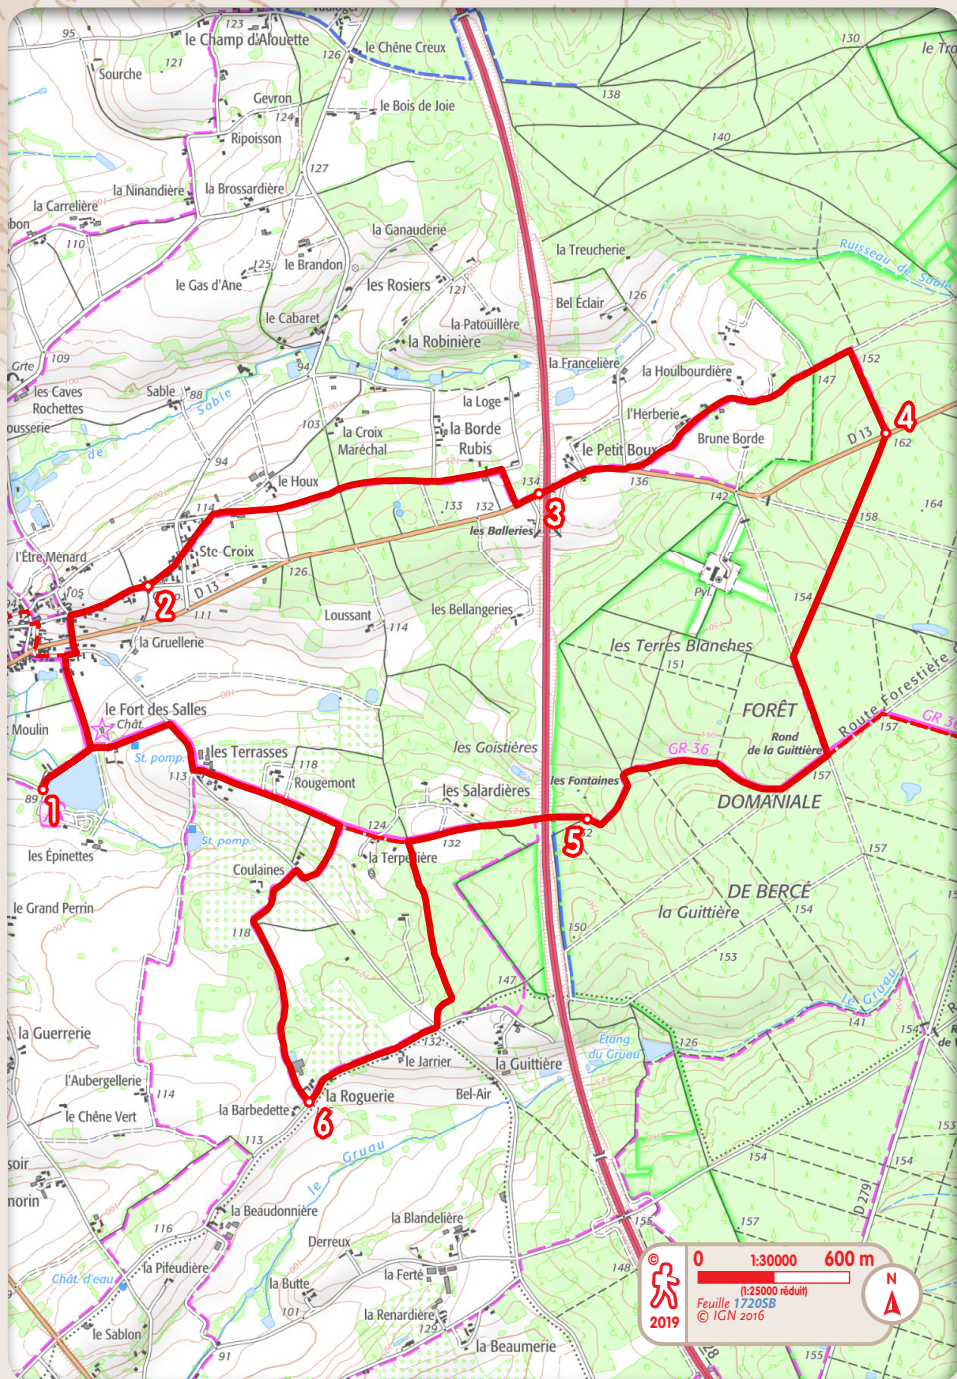 95
123
le Champ d'Alouette
126
le Chêne Creux
121
Sourche
Gevron
124
le Bois de Joie
Ripoisson
138
130
140
127
la Ninandière
la Brossardière
la Carrelière
110
la Ganauderie
la Treucherie
Ruisseau de Sable
le Brandon
125
le Gas d'Ane
les Rosiers
121
126
Bel Éclair
le Cabaret
la Patouillère
la Robinière
109
94
la Francelière
152
Grte
la Houlbourdière
147
les Caves
Rochettes
Sable
88
Sable
la Loge
l'Herberie
4
de
103
la Croix
Maréchal
la Borde
Rubis
Brune Borde
D 13
162
le Petit Boux
94
le Houx
134
136
142
114
133
132
3
164
158
les Balleries
l'Être Ménard
Ste-Croix
126
105
2
D 13
111
Pyl.
154
les Bellangeries
Loussant
114
la Gruellerie
les Terres Blanches
151
le Fort des Salles
Chât.
Moulin
FORÊT
Route Forestière
Rond
de la Guittière
GR 36
150
St. pomp.
les Terrasses
les Goistières
GR 36
113
118
Rougemont
les Fontaines
157
89
1
les Salardières
DOMANIALE
124
132
5
les Épinettes
St. pomp.
la Terpellière
157
Coulaines
DE BERCÉ
le Grand Perrin
la Guittière
154
118
150
153
147
le Gruau
141
la Guerrerie
132
Étang
du Gruau
126
154
le Jarrier
la Guittière
l'Aubergellerie
114
la Roguerie
Bel-Air
le Chêne Vert
la Barbedette
6
113
153
154
154
le Gruau
la Beaudonnière
D 279
116
la Blandelière
155
157
Derreux
la Pifeudière
Chât. d'eau
la Ferté
148
la Butte
101
la Renardière
129
le Sablon
la Beaumerie
91
155
©
2019
0
1:30000
600 m
(1:25000 réduit)
Feuille 1720SB
© IGN 2016
N